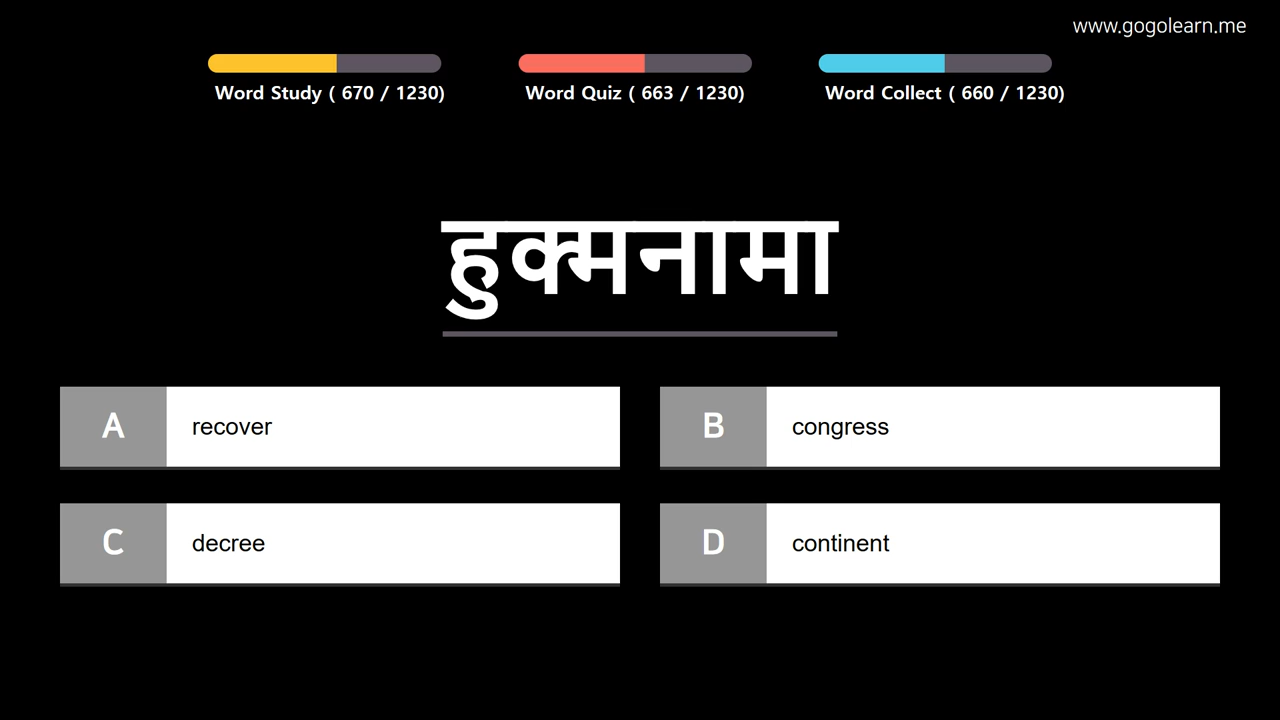 www.gogolearn.me
Word Study ( 670 / 1230)
Word Quiz ( 663 / 1230)
Word Collect ( 660 / 1230)
हुक्मनामा
A recover
B congress
C decree
D continent